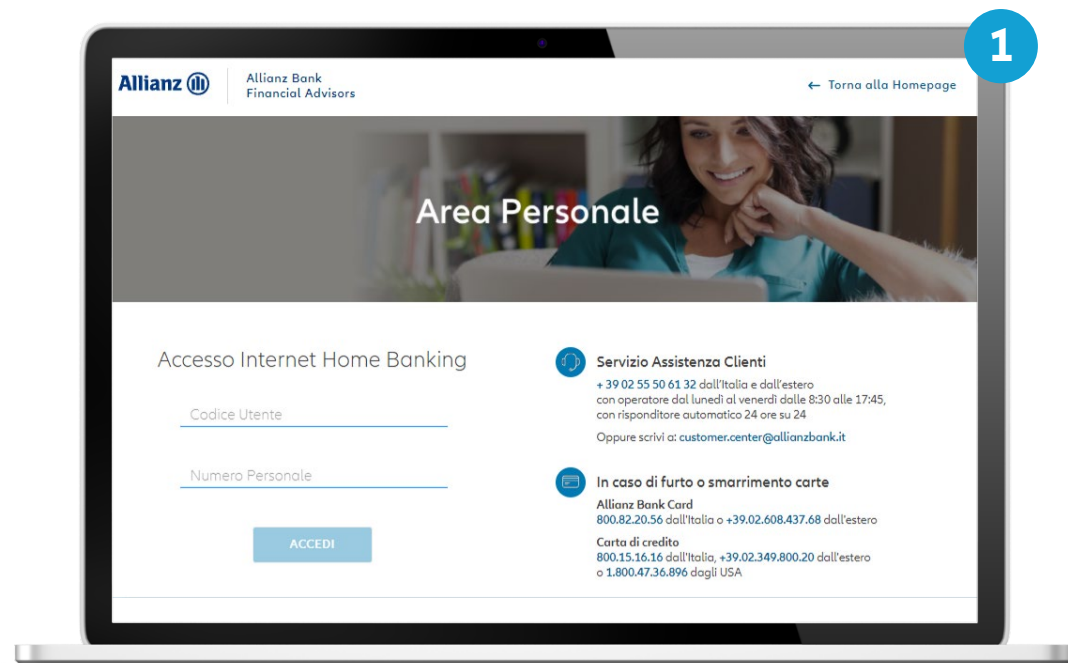 1
Allianz
Allianz Bank
Financial Advisors
← Torna alla Homepage
Area Personale
Accesso Internet Home Banking
Codice Utente
Numero Personale
ACCEDI
Servizio Assistenza Clienti
+ 39 02 55 50 61 32 dall'Italia e dall'estero
con operatore dal lunedì al venerdì dalle 8:30 alle 17:45,
con risponditore automatico 24 ore su 24
Oppure scrivi a: customer.center@allianzbank.it
In caso di furto o smarrimento carte
Allianz Bank Card
800.82.20.56 dall'Italia o +39.02.608.437.68 dall'estero
Carta di credito
800.15.16.16 dall'Italia, +39.02.349.800.20 dall'estero
o 1.800.47.36.896 dagli USA